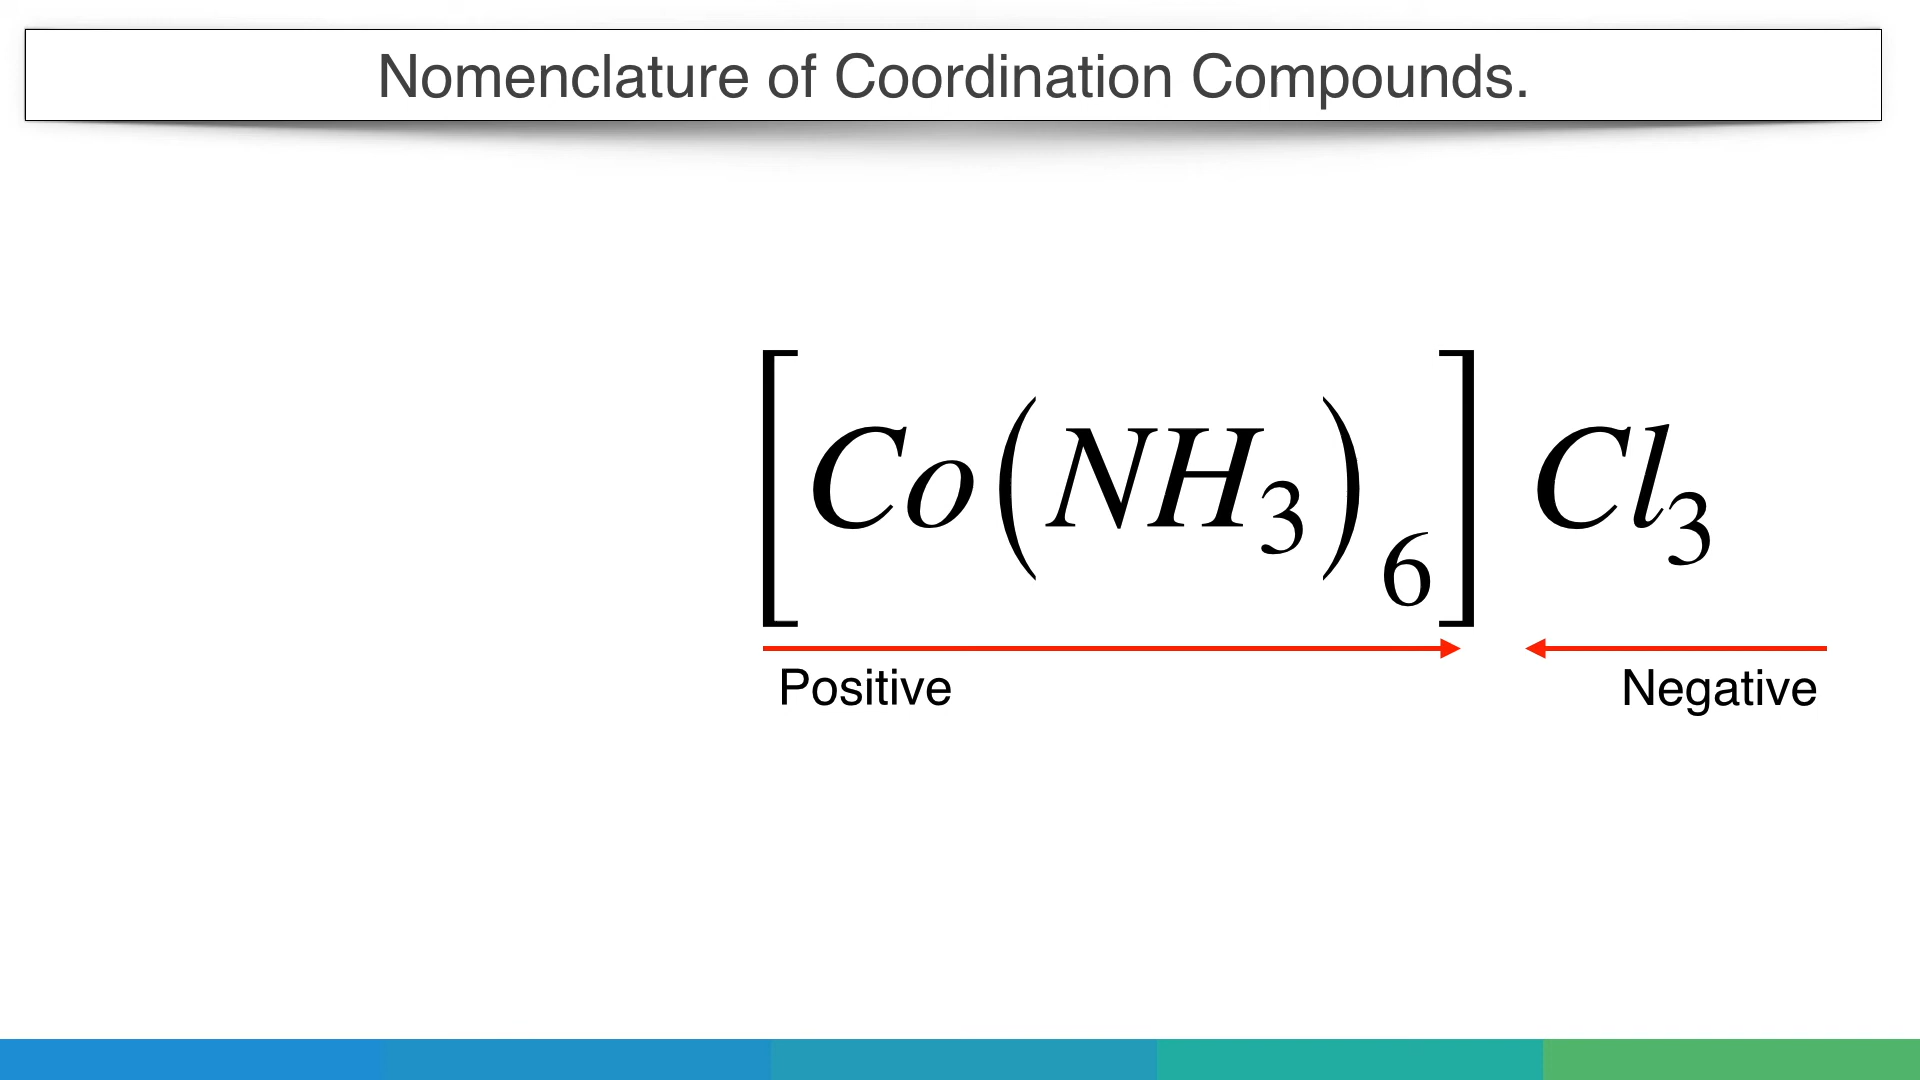 Nomenclature of Coordination Compounds.
[Co(NH₃)₆] Cl₃
Positive Negative